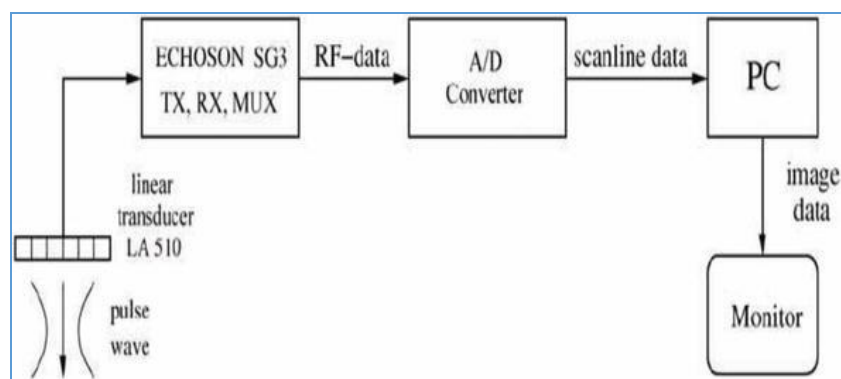 ECHOSON SG3
TX, RX, MUX
RF-data
A/D
Converter
scanline data
PC
linear
transducer
LA 510
pulse
wave
image
data
Monitor